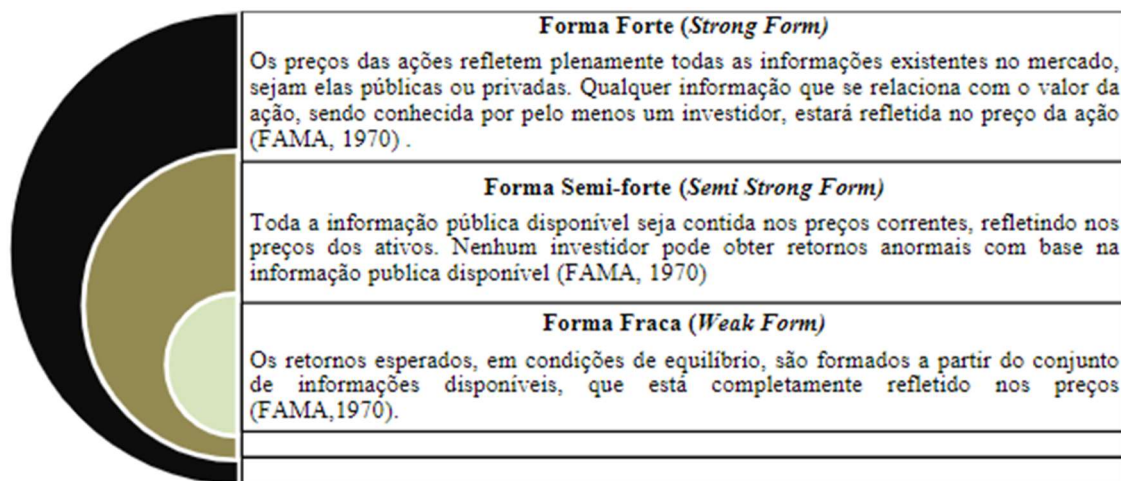 Forma Forte (Strong Form)
Os preços das ações refletem plenamente todas as informações existentes no mercado,
sejam elas públicas ou privadas. Qualquer informação que se relaciona com o valor da
ação, sendo conhecida por pelo menos um investidor, estará refletida no preço da ação
(FAMA, 1970) .
Forma Semi-forte (Semi Strong Form)
Toda a informação pública disponível seja contida nos preços correntes, refletindo nos
preços dos ativos. Nenhum investidor pode obter retornos anormais com base na
informação publica disponível (FAMA, 1970)
Forma Fraca (Weak Form)
Os retornos esperados, em condições de equilíbrio, são formados a partir do conjunto
de informações disponíveis, que está completamente refletido nos preços
(FAMA,1970).